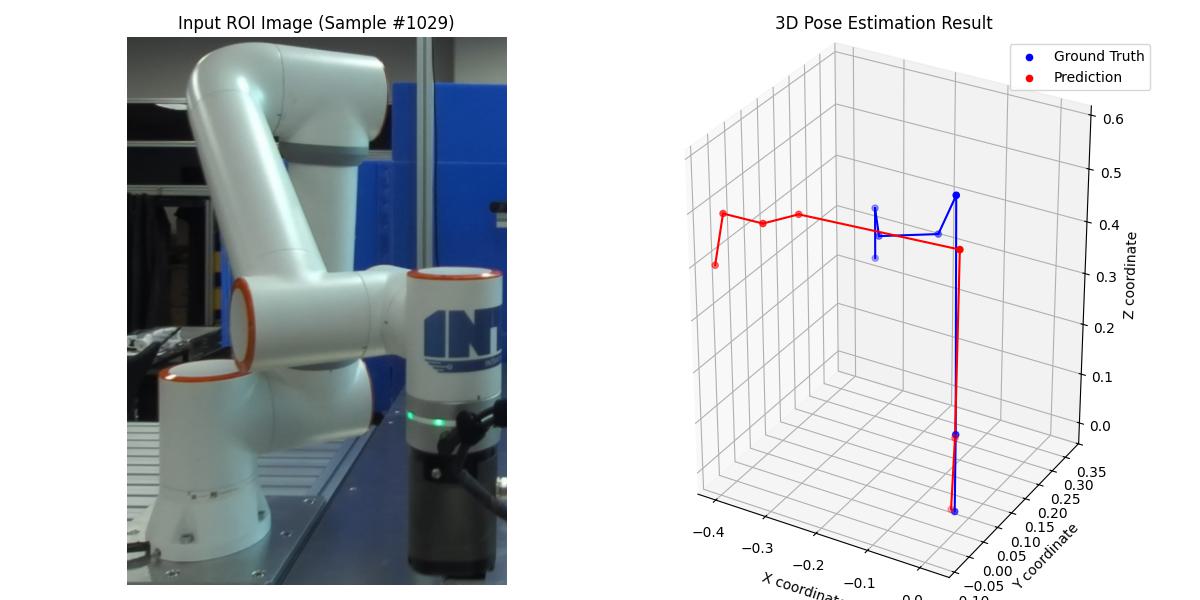 Input ROI Image (Sample #1029)
INT
3D Pose Estimation Result
Ground Truth
Prediction
0.6
0.5
0.4
0.3
0.2
0.1
0.0
Z coordinate
0.35
0.30
0.25
0.20
0.15
0.10
0.05
0.00
−0.05
Y coordinate
−0.4
−0.3
−0.2
−0.1
X coordinate